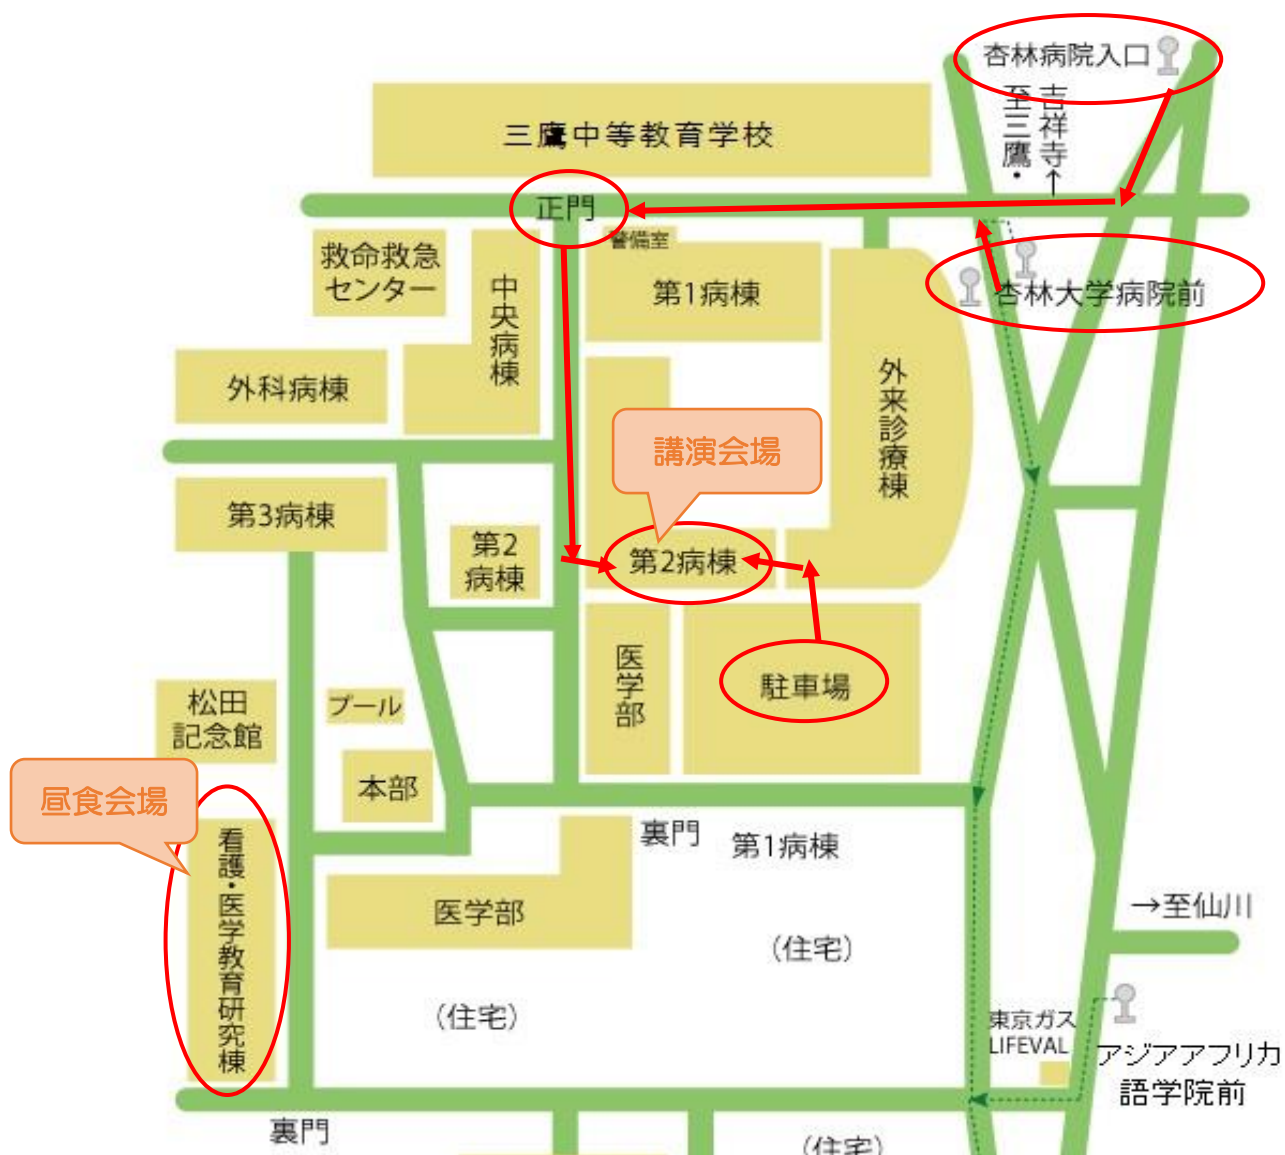 杏林病院入口
至三鷹・
吉祥寺→
三鷹中等教育学校
正門
警備室
救命救急
センター
中央病棟
第1病棟
杏林大学病院前
外科病棟
外来診療棟
講演会場
第3病棟
第2
病棟
第2病棟
医学部
駐車場
松田
記念館
プール
本部
昼食会場
裏門
第1病棟
看護・医学教育研究棟
医学部
→至仙川
（住宅）
（住宅）
東京ガス
LIFEVAL
アジアアフリカ
語学院前
裏門
（住宅）